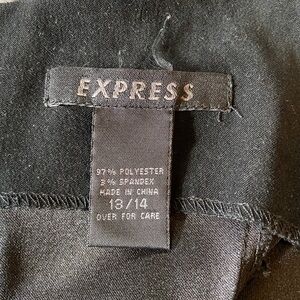 EXPRESS
97% POLYESTER
3% SPANDEX
MADE IN CHINA
13/14
OVER FOR CARE